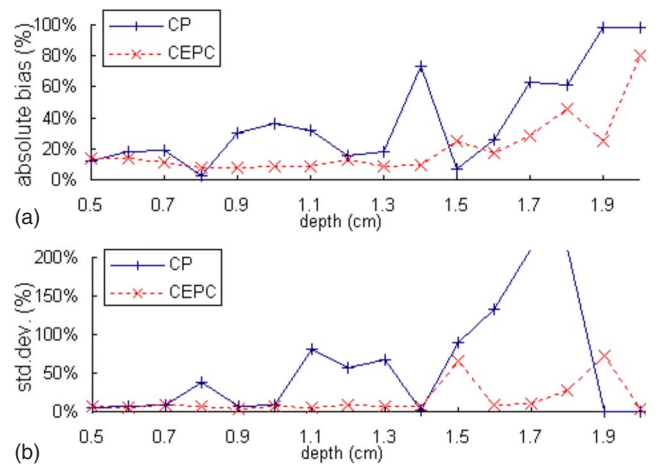 100%
80%
60%
40%
20%
0%
absolute bias (%)
CP
CEPC
0.5 0.7 0.9 1.1 1.3 1.5 1.7 1.9
depth (cm)
(a)
200%
150%
100%
50%
0%
std.dev. (%)
CP
CEPC
0.5 0.7 0.9 1.1 1.3 1.5 1.7 1.9
depth (cm)
(b)